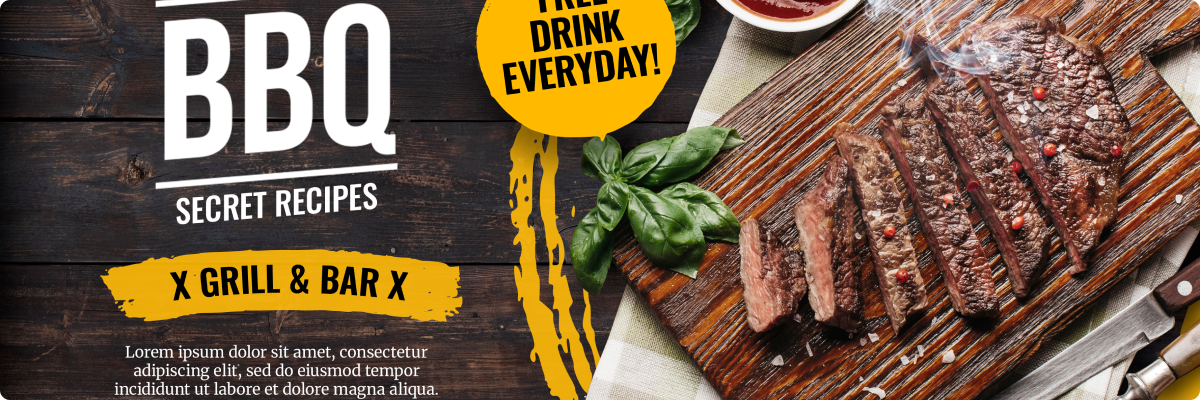 BBQ
SECRET RECIPES
X GRILL & BAR X
Lorem ipsum dolor sit amet, consectetur
adipiscing elit, sed do eiusmod tempor
incididunt ut labore et dolore magna aliqua.
FREE
DRINK
EVERYDAY!